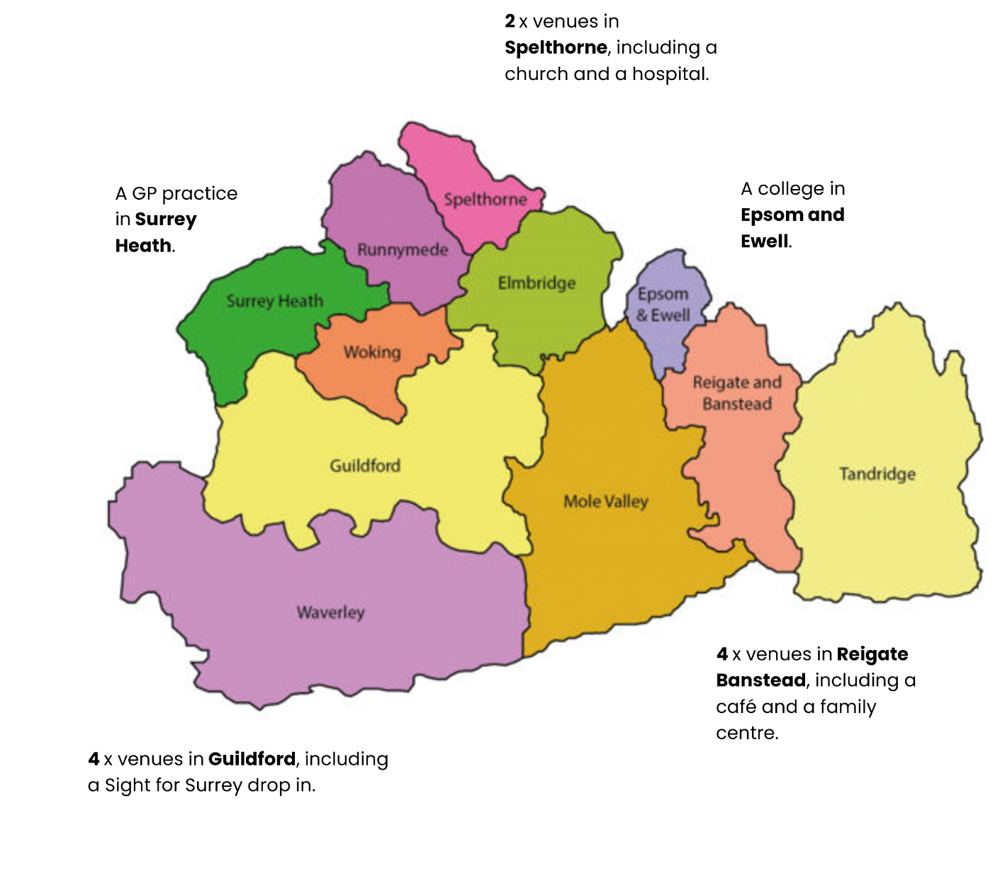 2 x venues in
Spelthorne, including a
church and a hospital.
A GP practice
in Surrey
Heath.
A college in
Epsom and
Ewell.
Spelthorne
Runnymede
Elmbridge
Surrey Heath
Epsom
& Ewell
Woking
Reigate and
Banstead
Guildford
Tandridge
Mole Valley
Waverley
4 x venues in Reigate
Banstead, including a
café and a family
centre.
4 x venues in Guildford, including
a Sight for Surrey drop in.